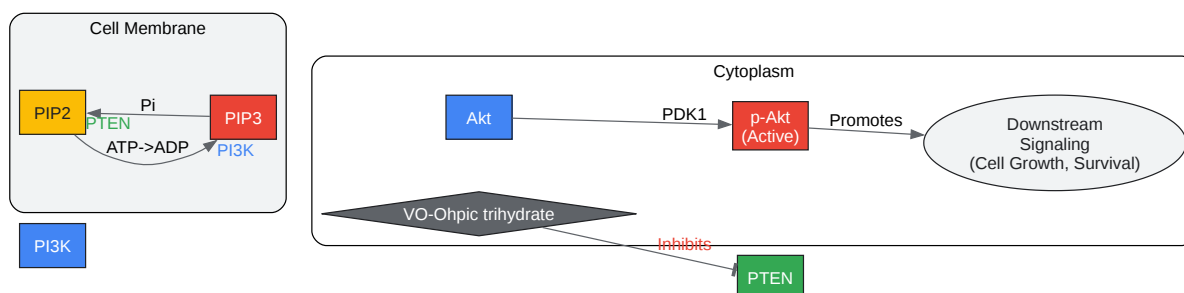 Cell Membrane
PIP2
Pi
PTEN
PIP3
ATP->ADP
PI3K
PI3K
Cytoplasm
Akt
PDK1
p-Akt
(Active)
Promotes
Downstream
Signaling
(Cell Growth, Survival)
VO-Ohpic trihydrate
Inhibits
PTEN